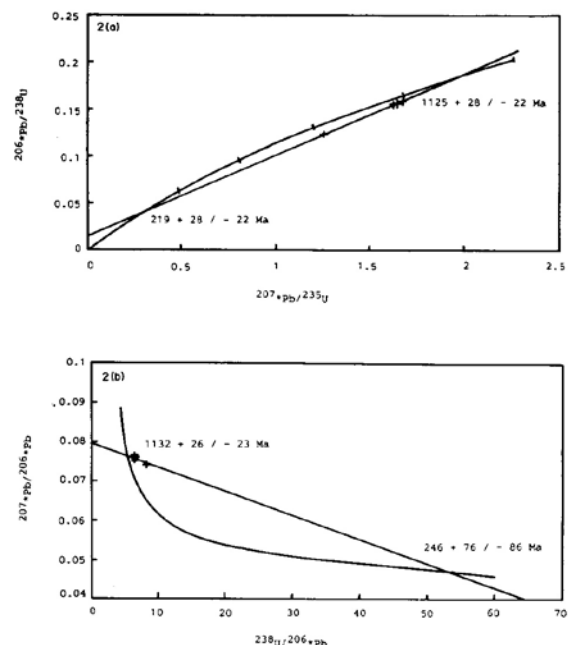 2(a)
0.25
0.2
0.15
0.1
0.05
0
206*Pb/238U
1125 + 28 / - 22 Ma
219 + 28 / - 22 Ma
0 0.5 1 1.5 2 2.5
207*Pb/235U
2(b)
0.1
0.09
0.08
0.07
0.06
0.05
0.04
207*Pb/206*Pb
1132 + 26 / - 23 Ma
246 + 76 / - 86 Ma
0 10 20 30 40 50 60 70
238U/206*Pb